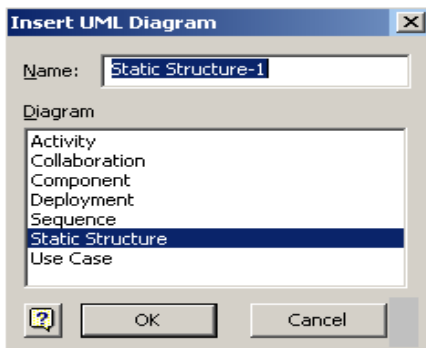 Insert UML Diagram
Name: Static Structure-1
Diagram
Activity
Collaboration
Component
Deployment
Sequence
Static Structure
Use Case
? OK Cancel